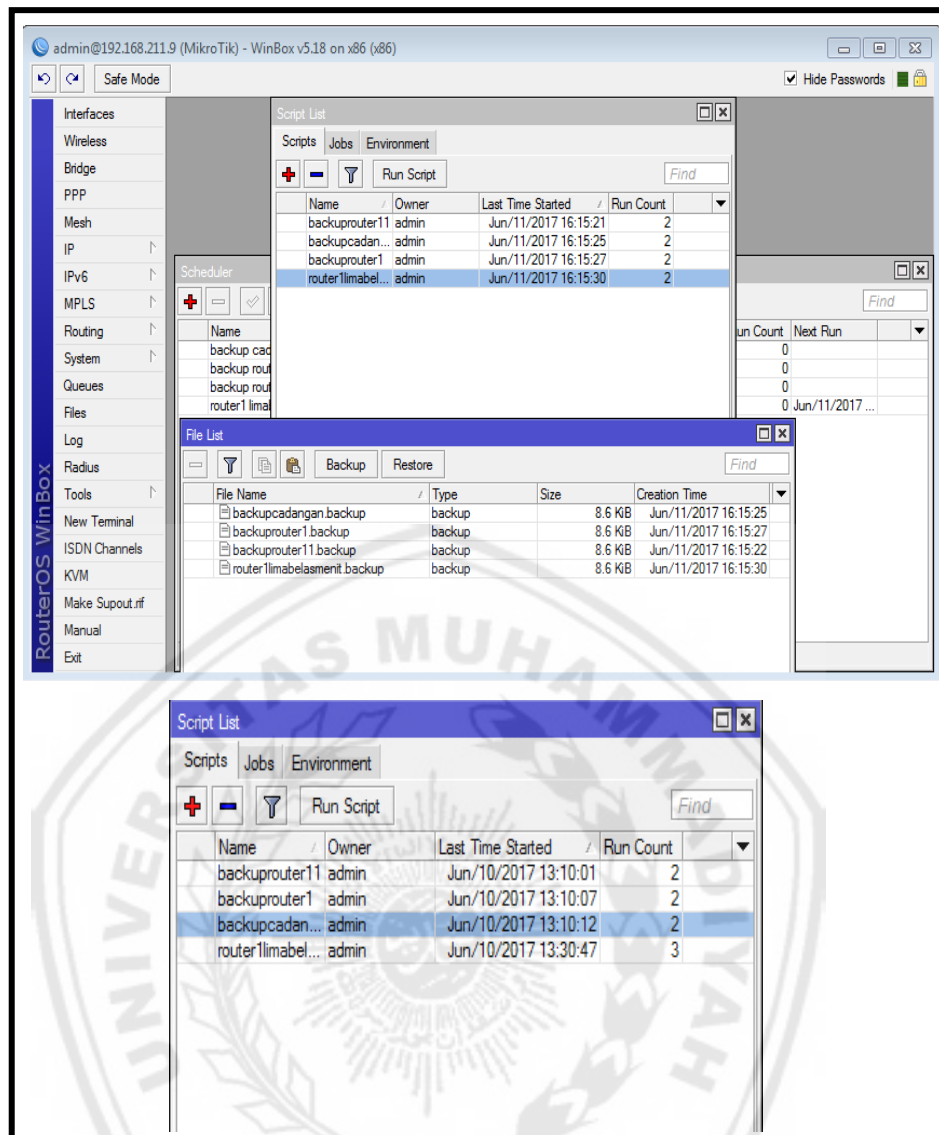 admin@192.168.211.9 (MikroTik) - WinBox v5.18 on x86 (x86)
Safe Mode
Hide Passwords
RouterOS WinBox
Interfaces
Wireless
Bridge
PPP
Mesh
IP
IPv6
MPLS
Routing
System
Queues
Files
Log
Radius
Tools
New Terminal
ISDN Channels
KVM
Make Supout.rif
Manual
Exit
Script List
Scripts Jobs Environment
Run Script Find
Name Owner Last Time Started Run Count
backuprouter11 admin Jun/11/2017 16:15:21 2
backupcadan... admin Jun/11/2017 16:15:25 2
backuprouter1 admin Jun/11/2017 16:15:27 2
router1limabel... admin Jun/11/2017 16:15:30 2
Scheduler
Find
Name un Count Next Run
backup cad 0
backup rout 0
backup rout 0
router1 limal 0 Jun/11/2017 ...
File List
Backup Restore Find
File Name Type Size Creation Time
backupcadangan.backup backup 8.6 KiB Jun/11/2017 16:15:25
backuprouter1.backup backup 8.6 KiB Jun/11/2017 16:15:27
backuprouter11.backup backup 8.6 KiB Jun/11/2017 16:15:22
router1limabelasmenit.backup backup 8.6 KiB Jun/11/2017 16:15:30
Script List
Scripts Jobs Environment
Run Script Find
Name Owner Last Time Started Run Count
backuprouter11 admin Jun/10/2017 13:10:01 2
backuprouter1 admin Jun/10/2017 13:10:07 2
backupcadan... admin Jun/10/2017 13:10:12 2
router1limabel... admin Jun/10/2017 13:30:47 3
UNIVERSITAS MUHAMMADIYAH